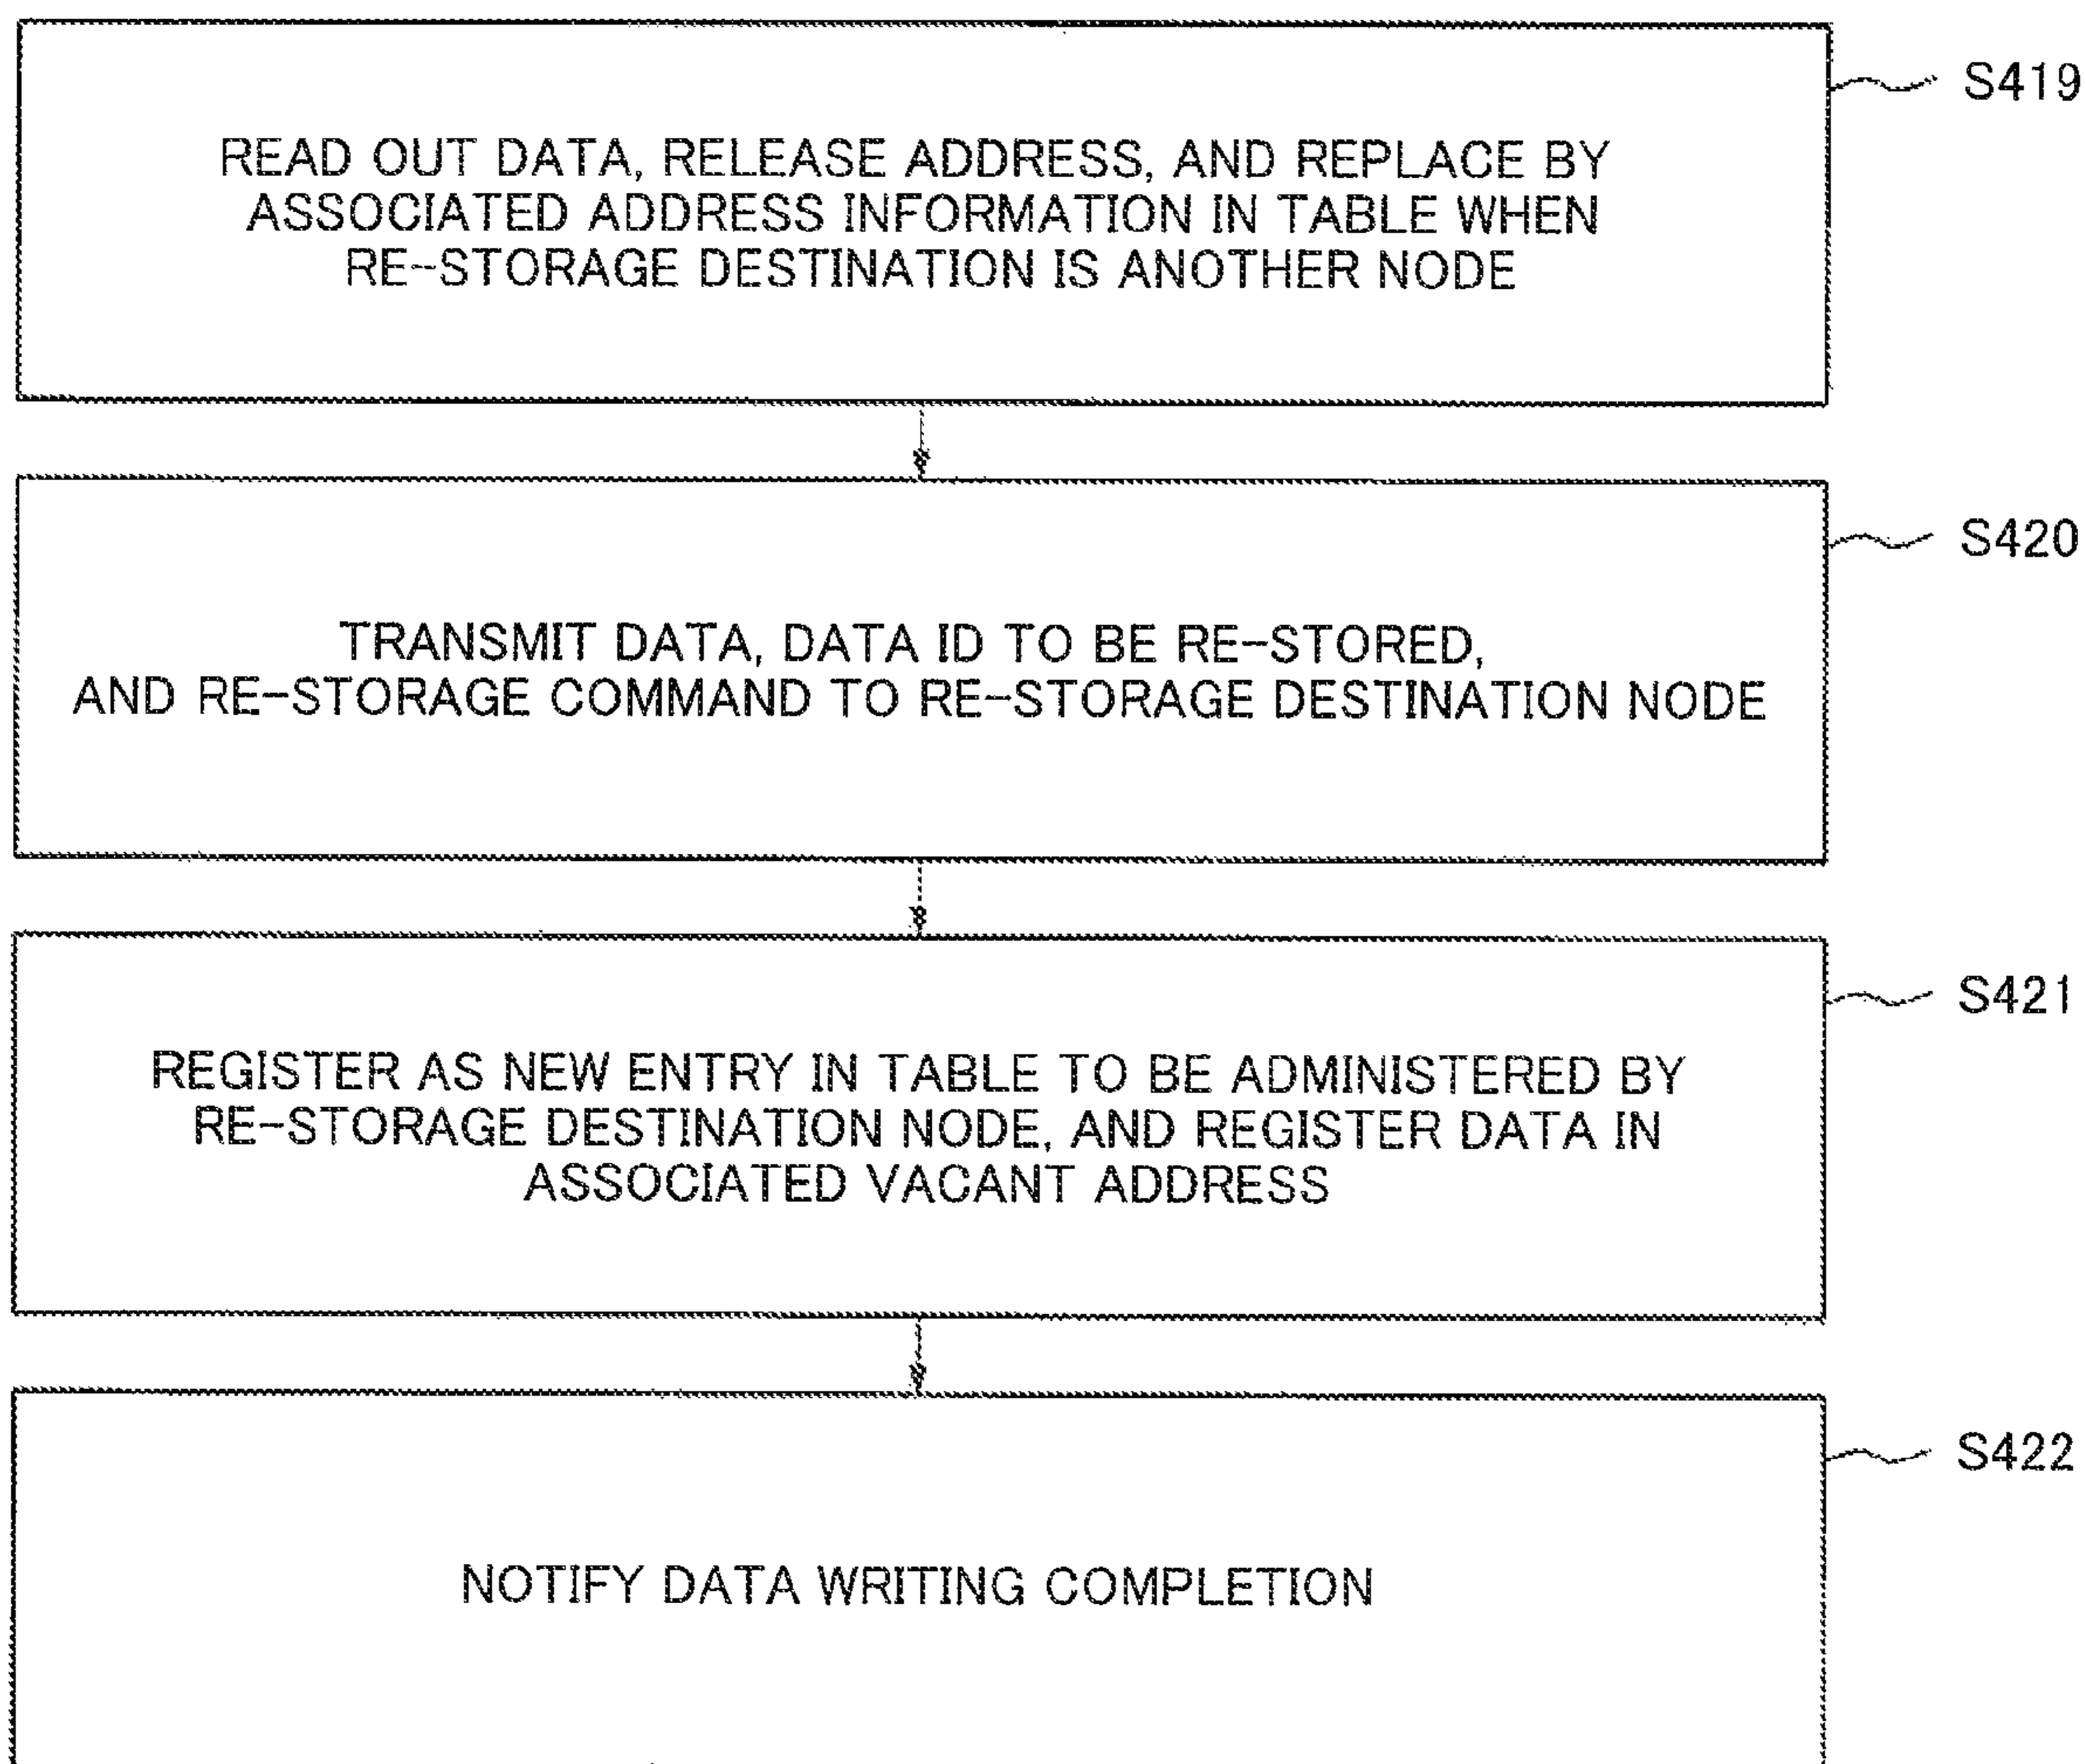 S419
READ OUT DATA, RELEASE ADDRESS, AND REPLACE BY
ASSOCIATED ADDRESS INFORMATION IN TABLE WHEN
RE-STORAGE DESTINATION IS ANOTHER NODE
S420
TRANSMIT DATA, DATA ID TO BE RE-STORED,
AND RE-STORAGE COMMAND TO RE-STORAGE DESTINATION NODE
S421
REGISTER AS NEW ENTRY IN TABLE TO BE ADMINISTERED BY
RE-STORAGE DESTINATION NODE, AND REGISTER DATA IN
ASSOCIATED VACANT ADDRESS
S422
NOTIFY DATA WRITING COMPLETION